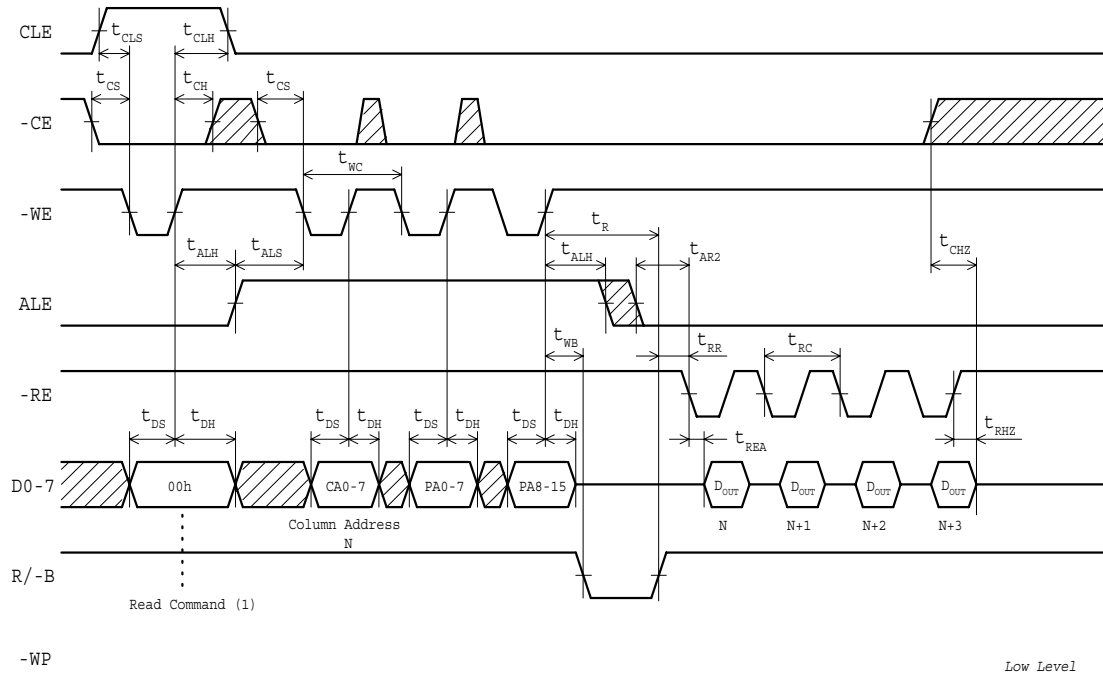 CLE
tCLS
tCLH
tCS
tCH
tCS
-CE
tWC
-WE
tR
tCHZ
tALH
tALS
tALH
tAR2
ALE
tWB
tRR
tRC
-RE
tDS
tDH
tDS
tDH
tDS
tDH
tDS
tDH
tREA
tRHZ
D0-7
00h
CA0-7
PA0-7
PA8-15
DOUT
DOUT
DOUT
DOUT
Column Address
N
N
N+1
N+2
N+3
R/-B
Read Command (1)
-WP
Low Level